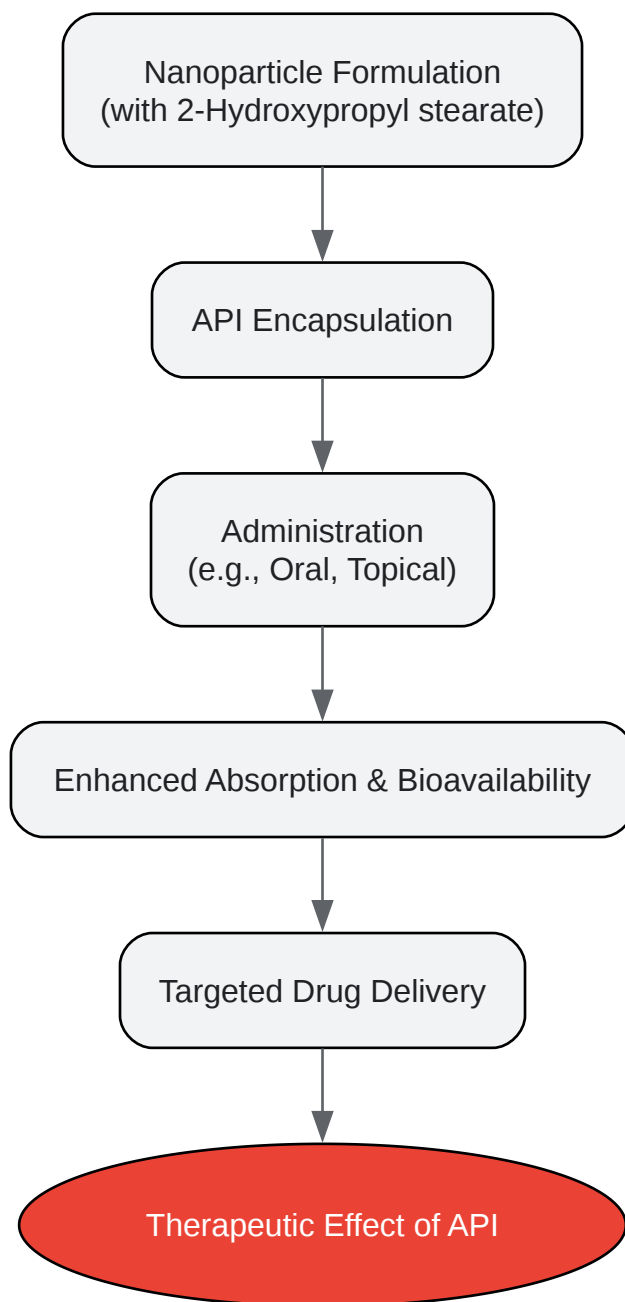 Nanoparticle Formulation
(with 2-Hydroxypropyl stearate)
API Encapsulation
Administration
(e.g., Oral, Topical)
Enhanced Absorption & Bioavailability
Targeted Drug Delivery
Therapeutic Effect of API